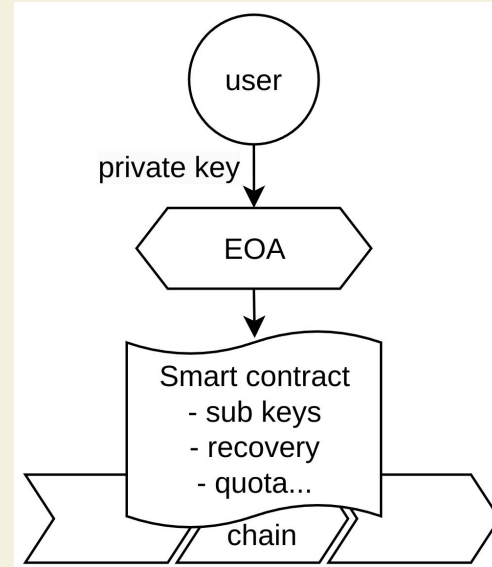 user
private key
EOA
Smart contract
- sub keys
- recovery
- quota...
chain